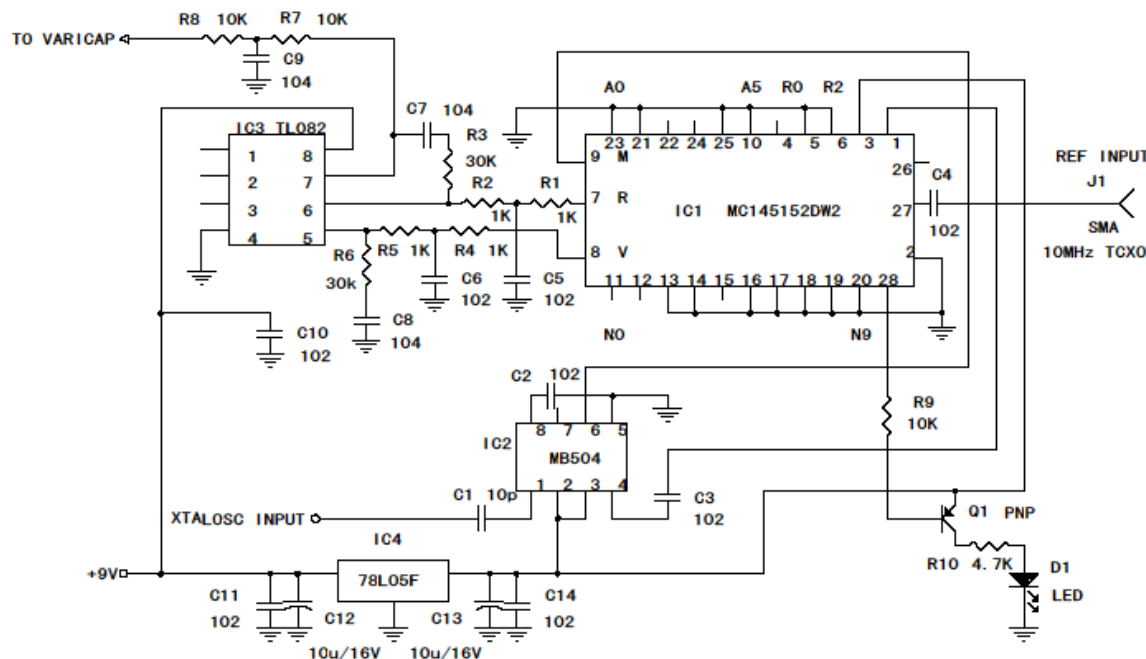 R8 10K R7 10K
TO VARICAP
C9
104
A0 A5 R0 R2
C7 104
IC3 TL082
R3
30K
1 8
2 7
3 6
4 5
R2
1K
R1
1K
23 21 22 24 25 10 4 5 6 3 1
9 M
7 R
8 V
26
27
2
IC1 MC145152DW2
11 12 13 14 15 16 17 18 19 20 28
C4
102
REF INPUT
J1
SMA
10MHz TCXO
R6
30k
R5
1K
R4
1K
C6
102
C5
102
N0 N9
C10
102
C8
104
C2 102
R9
10K
IC2
8 7 6 5
MB504
1 2 3 4
C1 10p
C3
102
XTALOSC INPUT
Q1 PNP
IC4
+9V
78L05F
R10 4.7K
D1
LED
C11
102
C12
10u/16V
C13
10u/16V
C14
102